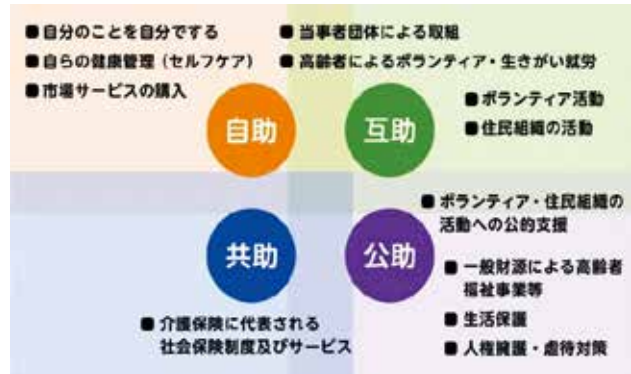 ■自分のことを自分でする
■自らの健康管理（セルフケア）
■市場サービスの購入
■当事者団体による取組
■高齢者によるボランティア・生きがい就労
■ボランティア活動
■住民組織の活動
自助
互助
共助
公助
■ボランティア・住民組織の
活動への公的支援
■一般財源による高齢者
福祉事業等
■生活保護
■人権擁護・虐待対策
■介護保険に代表される
社会保険制度及びサービス